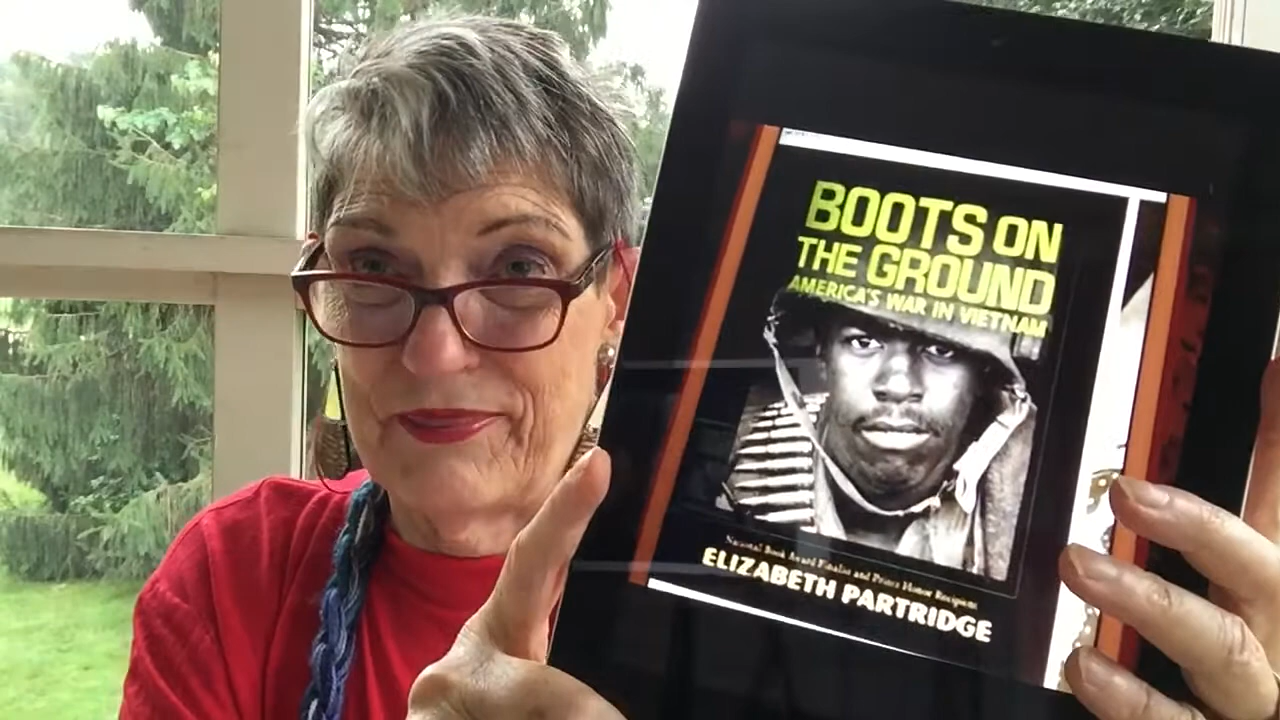 BOOTS ON
THE GROUND
AMERICA'S WAR IN VIETNAM
National Book Award Finalist and Printz Honor Recipient
ELIZABETH PARTRIDGE